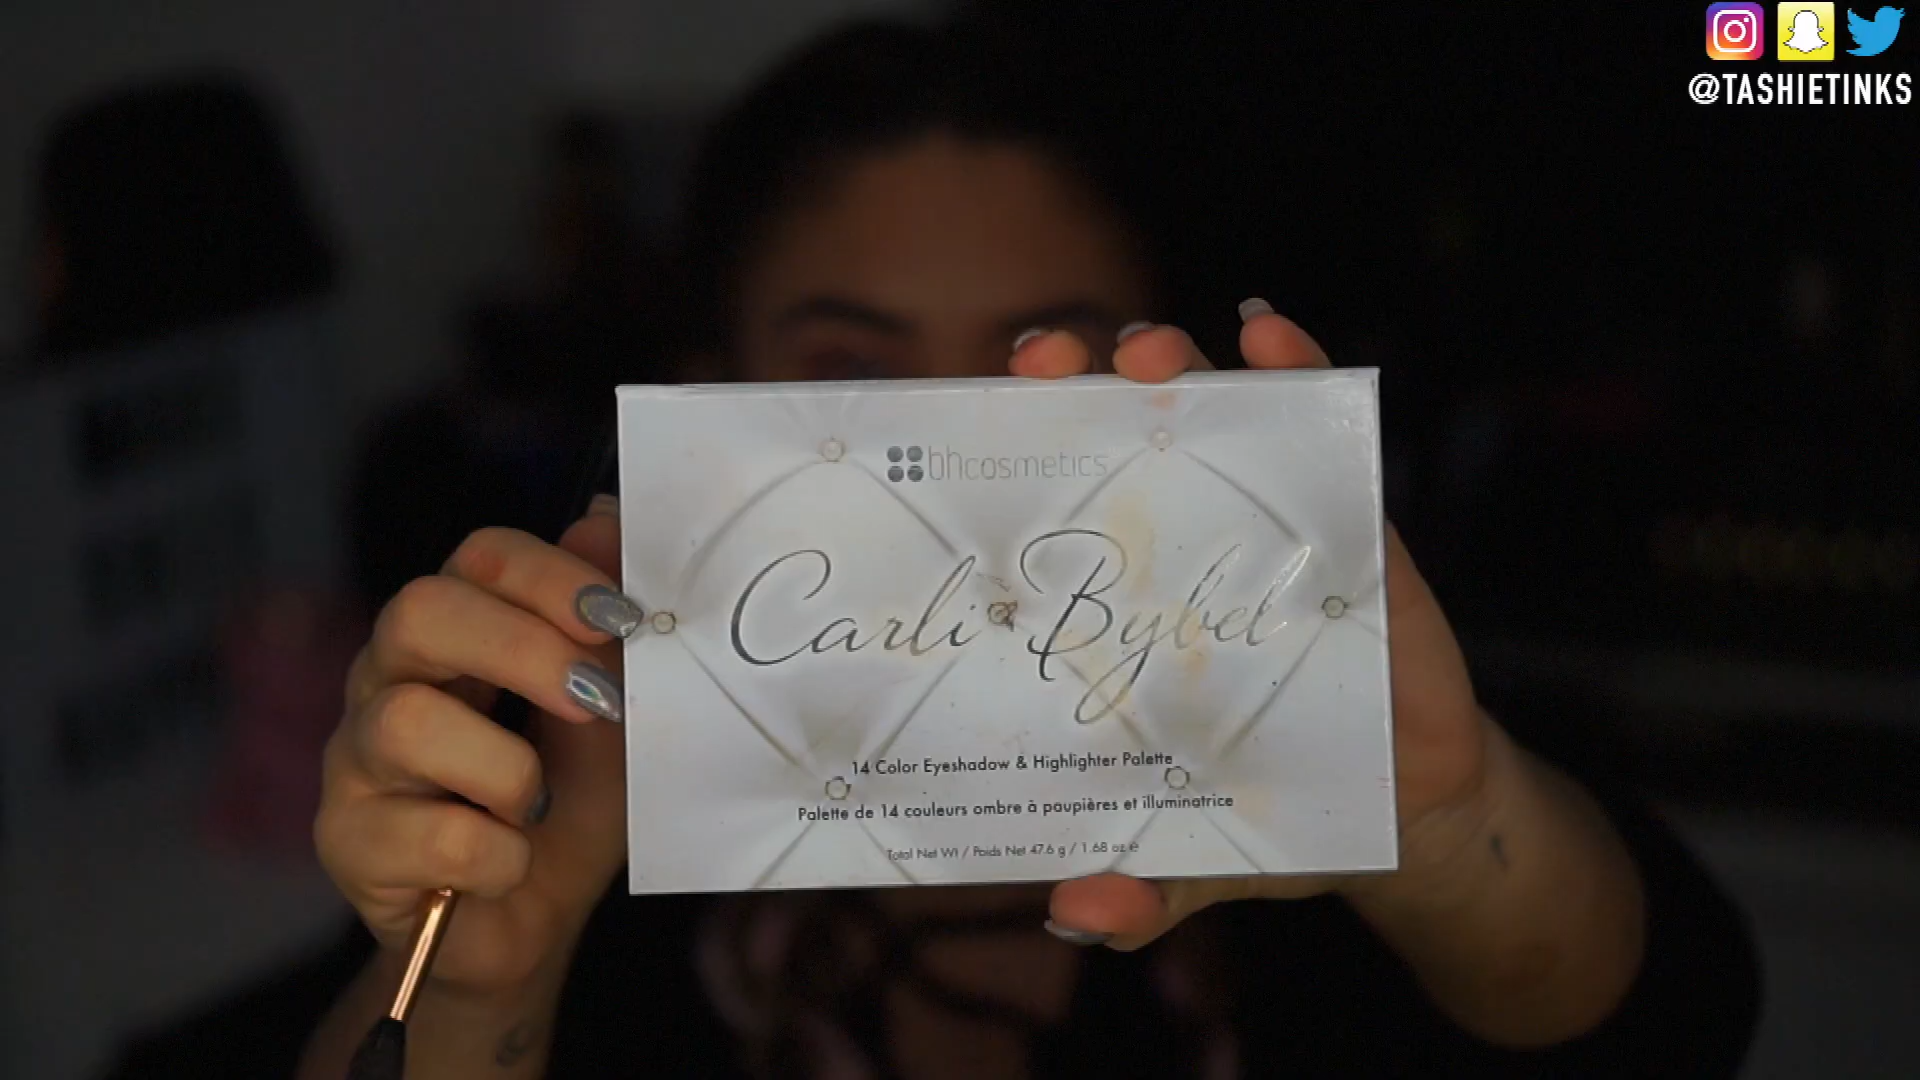 @TASHIETINKS
bhcosmetics
Carli Bybel
14 Color Eyeshadow & Highlighter Palette
Palette de 14 couleurs ombre à paupières et illuminatrice
Total Net Wt / Poids Net 47.6 g / 1.68 oz e